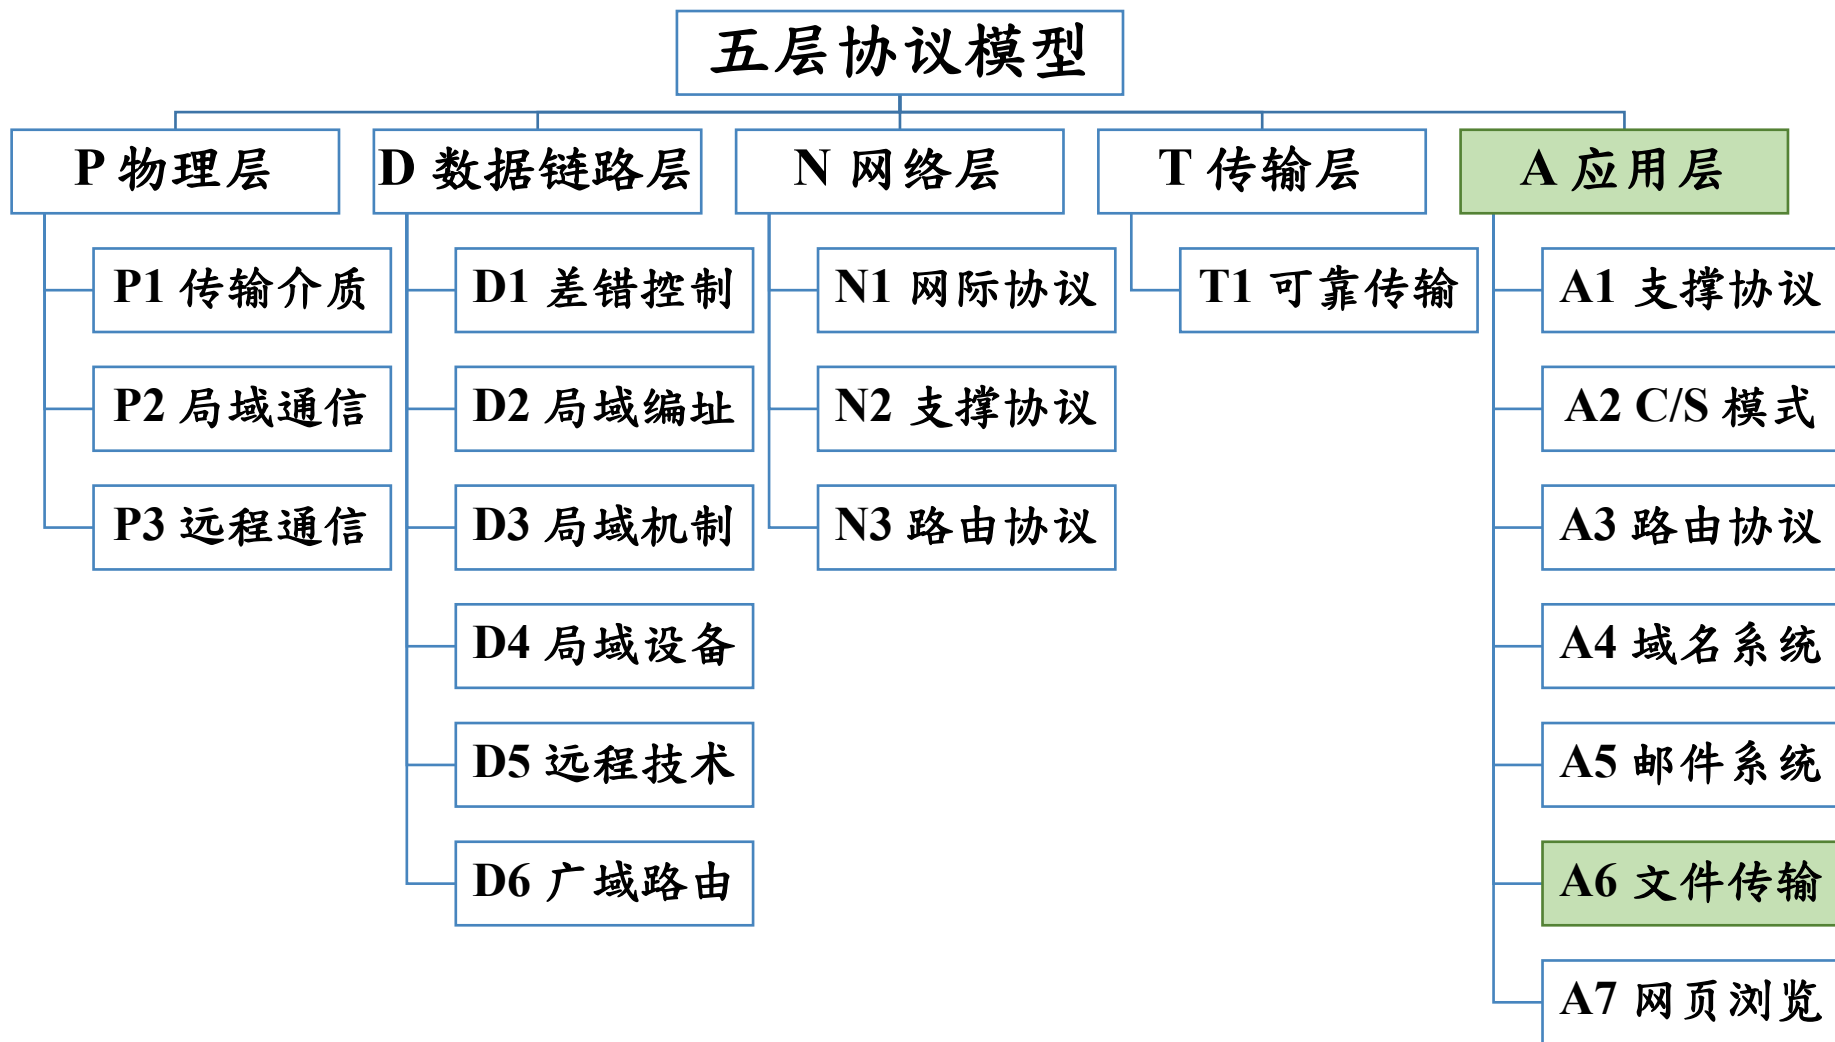 五层协议模型
P 物理层
D 数据链路层
N 网络层
T 传输层
A 应用层
P1 传输介质
P2 局域通信
P3 远程通信
D1 差错控制
D2 局域编址
D3 局域机制
D4 局域设备
D5 远程技术
D6 广域路由
N1 网际协议
N2 支撑协议
N3 路由协议
T1 可靠传输
A1 支撑协议
A2 C/S 模式
A3 路由协议
A4 域名系统
A5 邮件系统
A6 文件传输
A7 网页浏览